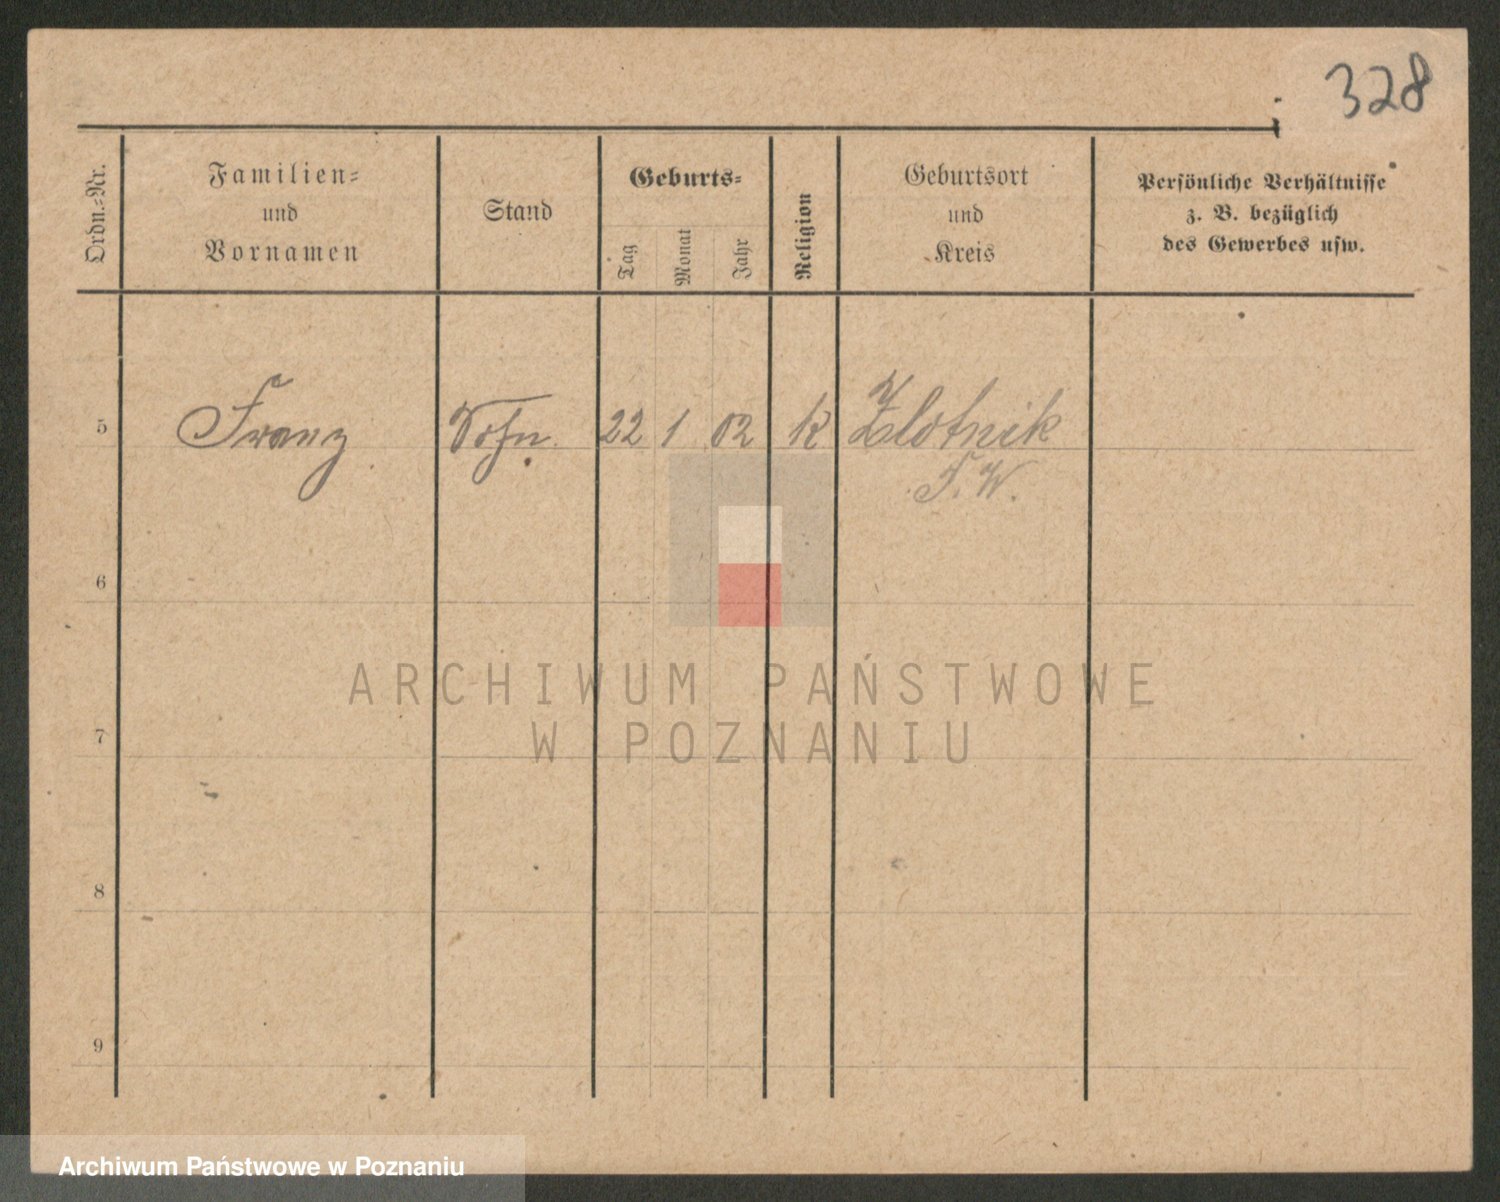 328
Ordn.-Nr.
Familien-
und
Vornamen
Stand
Geburts-
Tag
Monat
Jahr
Religion
Geburtsort
und
Kreis
Persönliche Verhältnisse
z. B. bezüglich
des Gewerbes usw.
5 Franz Sohn 22 1 02 k Zlotnik
P.W.
6
7
8
9
ARCHIWUM PAŃSTWOWE
W POZNANIU
Archiwum Państwowe w Poznaniu